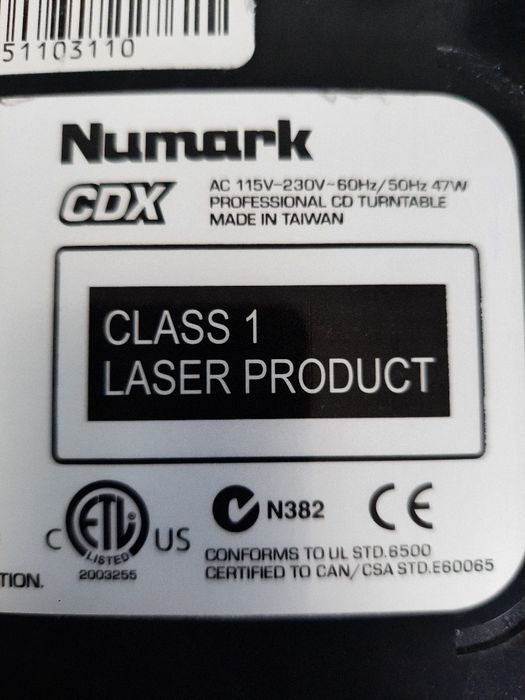 51103110
Numark
CDX
AC 115V-230V~60Hz/50Hz 47W
PROFESSIONAL CD TURNTABLE
MADE IN TAIWAN
CLASS 1
LASER PRODUCT
C ETL US
LISTED
2003255
N382 CE
CONFORMS TO UL STD.6500
CERTIFIED TO CAN/CSA STD.E60065
TION.